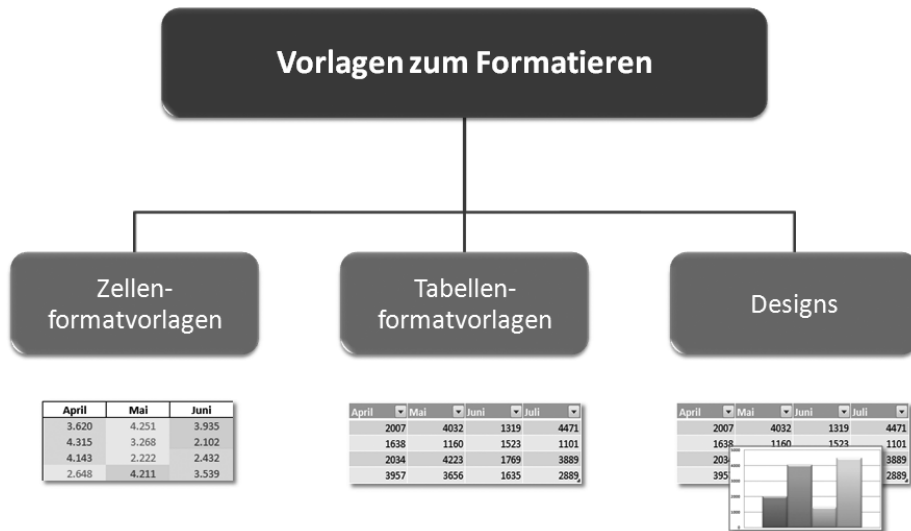 Vorlagen zum Formatieren
Zellen-
formatvorlagen
Tabellen-
formatvorlagen
Designs
April Mai Juni
3.620 4.251 3.935
4.315 3.268 2.102
4.143 2.222 2.432
2.648 4.211 3.539
April Mai Juni Juli
2007 4032 1319 4471
1638 1160 1523 1101
2034 4223 1769 3889
3957 3656 1635 2889
April Mai Juni Juli
2007 4032 1319 4471
1638 1160 1523 1101
3889
2889